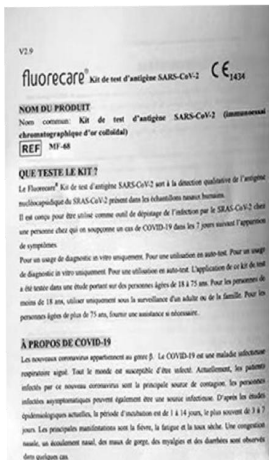 V2.9
fluorecare® Kit de test d'antigène SARS-CoV-2 CE 1434
NOM DU PRODUIT
Nom commun: Kit de test d'antigène SARS-CoV-2 (immunoessai
chromatographique d'or colloïdal)
REF MF-68
QUE TESTE LE KIT ?
Le Fluorecare® Kit de test d'antigène SARS-CoV-2 sert à la détection qualitative de l'antigène
nucléocapsidique du SRAS-CoV-2 présent dans les échantillons nasaux humains.
Il est conçu pour être utilisé comme outil de dépistage de l'infection par le SRAS-CoV-2 chez
une personne chez qui on soupçonne un cas de COVID-19 dans les 7 jours suivant l'apparition
de symptômes.
Pour un usage de diagnostic in vitro uniquement. Pour une utilisation en auto-test. Pour un usage
de diagnostic in vitro uniquement. Pour une utilisation en auto-test. L'application de ce kit de test
a été testée dans une étude portant sur des personnes âgées de 18 à 75 ans. Pour les personnes de
moins de 18 ans, utiliser uniquement sous la surveillance d'un adulte ou de la famille. Pour les
personnes âgées de plus de 75 ans, fournir une assistance si nécessaire.
À PROPOS DE COVID-19
Les nouveaux coronavirus appartiennent au genre β. Le COVID-19 est une maladie infectieuse
respiratoire aiguë. Tout le monde est susceptible d'être infecté. Actuellement, les patients
infectés par ce nouveau coronavirus sont la principale source de contagion, les personnes
infectées asymptomatiques peuvent également être une source infectieuse. D'après les études
épidémiologiques actuelles, la période d'incubation est de 1 à 14 jours, le plus souvent de 3 à 7
jours. Les principales manifestations sont la fièvre, la fatigue et la toux sèche. Une congestion
nasale, un écoulement nasal, des maux de gorge, des myalgies et des diarrhées sont observés
dans quelques cas.